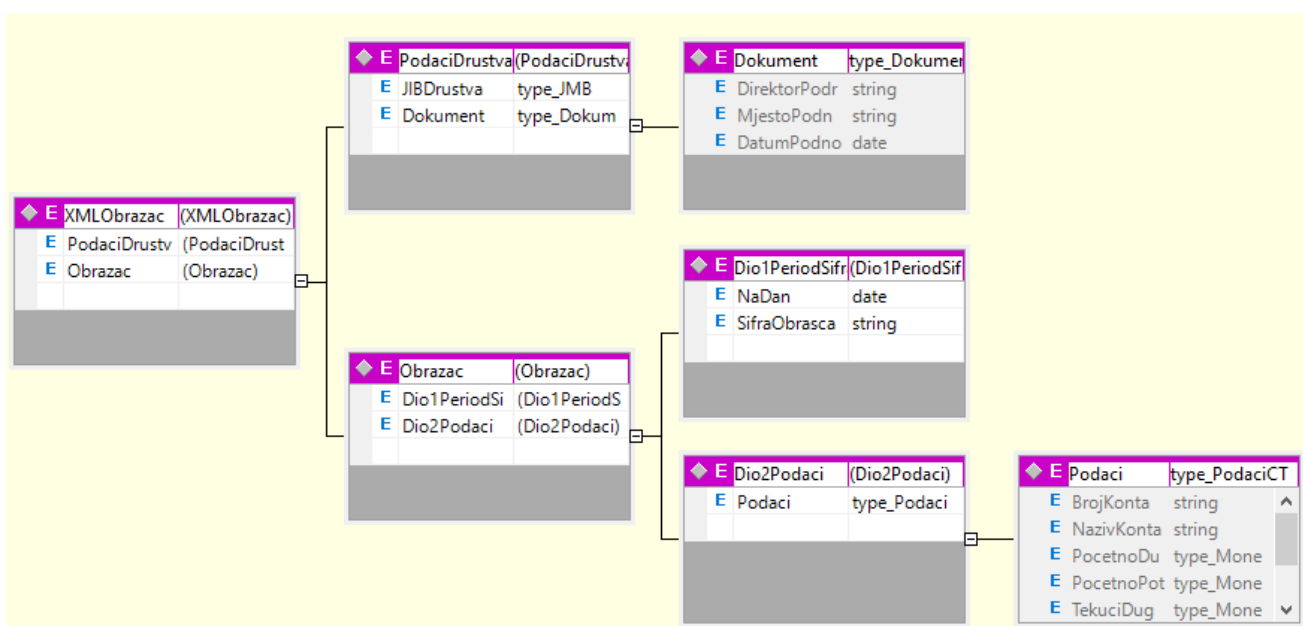 E PodaciDrustva (PodaciDrustva
E JIBDrustva type_JMB
E Dokument type_Dokum
E Dokument type_Dokumen
E DirektorPodr string
E MjestoPodn string
E DatumPodno date
E XMLObrazac (XMLObrazac)
E PodaciDrustv (PodaciDrust
E Obrazac (Obrazac)
E Dio1PeriodSifr (Dio1PeriodSif
E NaDan date
E SifraObrasca string
E Obrazac (Obrazac)
E Dio1PeriodSi (Dio1PeriodS
E Dio2Podaci (Dio2Podaci)
E Dio2Podaci (Dio2Podaci)
E Podaci type_Podaci
E Podaci type_PodaciCT
E BrojKonta string
E NazivKonta string
E PocetnoDu type_Mone
E PocetnoPot type_Mone
E TekuciDug type_Mone